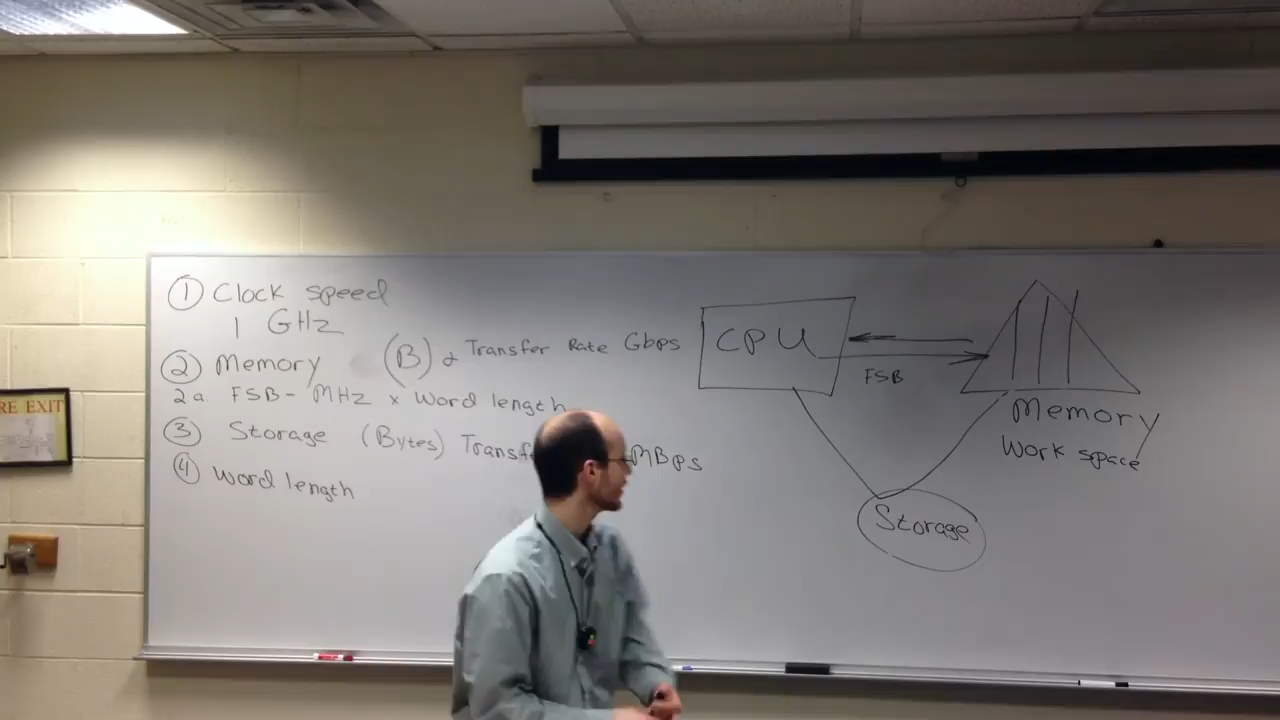 ① Clock speed
1 GHz
② Memory (B) & Transfer Rate Gbps
2a FSB - MHz x Word length
③ Storage (Bytes) Transfe MBps
④ Word length
CPU
FSB
Memory
Work space
Storage
RE EXIT